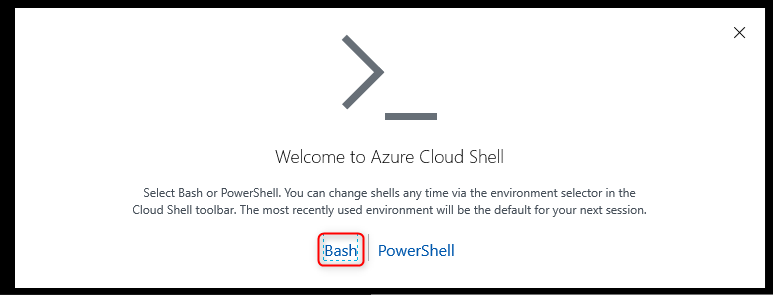 Welcome to Azure Cloud Shell
Select Bash or PowerShell. You can change shells any time via the environment selector in the
Cloud Shell toolbar. The most recently used environment will be the default for your next session.
Bash PowerShell